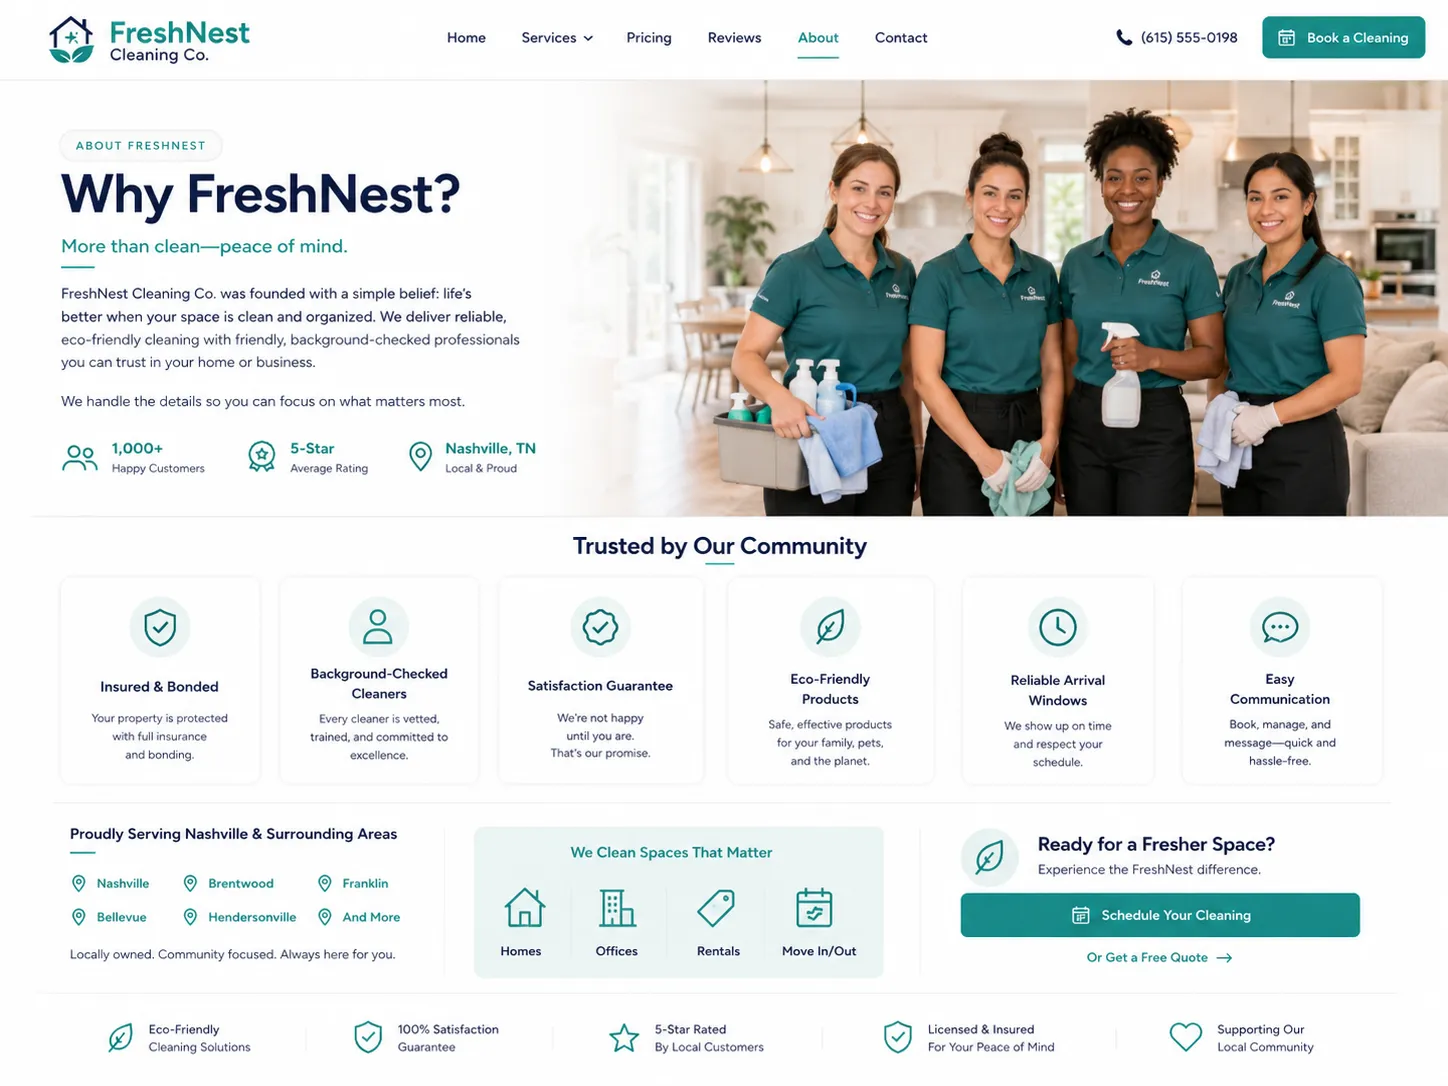 FreshNest
Cleaning Co.
Home
Services
Pricing
Reviews
About
Contact
(615) 555-0198
Book a Cleaning
ABOUT FRESHNEST
Why FreshNest?
More than clean—peace of mind.
FreshNest Cleaning Co. was founded with a simple belief: life's
better when your space is clean and organized. We deliver reliable,
eco-friendly cleaning with friendly, background-checked professionals
you can trust in your home or business.
We handle the details so you can focus on what matters most.
1,000+
Happy Customers
5-Star
Average Rating
Nashville, TN
Local & Proud
FreshNest
FreshNest
FreshNest
FreshNest
Trusted by Our Community
Insured & Bonded
Your property is protected
with full insurance
and bonding.
Background-Checked
Cleaners
Every cleaner is vetted,
trained, and committed to
excellence.
Satisfaction Guarantee
We're not happy
until you are.
That's our promise.
Eco-Friendly
Products
Safe, effective products
for your family, pets,
and the planet.
Reliable Arrival
Windows
We show up on time
and respect your
schedule.
Easy
Communication
Book, manage, and
message—quick and
hassle-free.
Proudly Serving Nashville & Surrounding Areas
Nashville
Brentwood
Franklin
Bellevue
Hendersonville
And More
Locally owned. Community focused. Always here for you.
We Clean Spaces That Matter
Homes
Offices
Rentals
Move In/Out
Ready for a Fresher Space?
Experience the FreshNest difference.
Schedule Your Cleaning
Or Get a Free Quote
Eco-Friendly
Cleaning Solutions
100% Satisfaction
Guarantee
5-Star Rated
By Local Customers
Licensed & Insured
For Your Peace of Mind
Supporting Our
Local Community